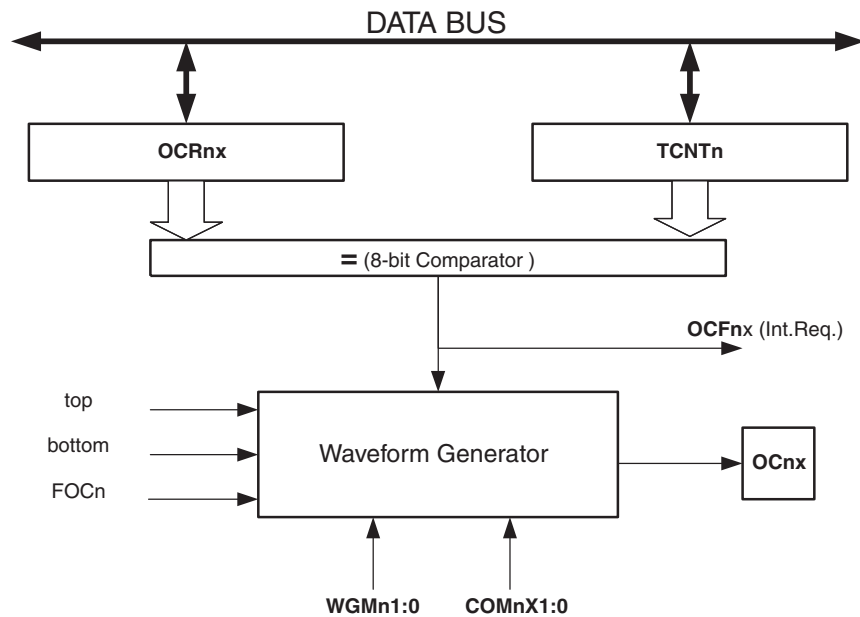 DATA BUS
OCRnx
TCNTn
= (8-bit Comparator )
OCFnx (Int.Req.)
top
bottom
FOCn
Waveform Generator
OCnx
WGMn1:0
COMnX1:0